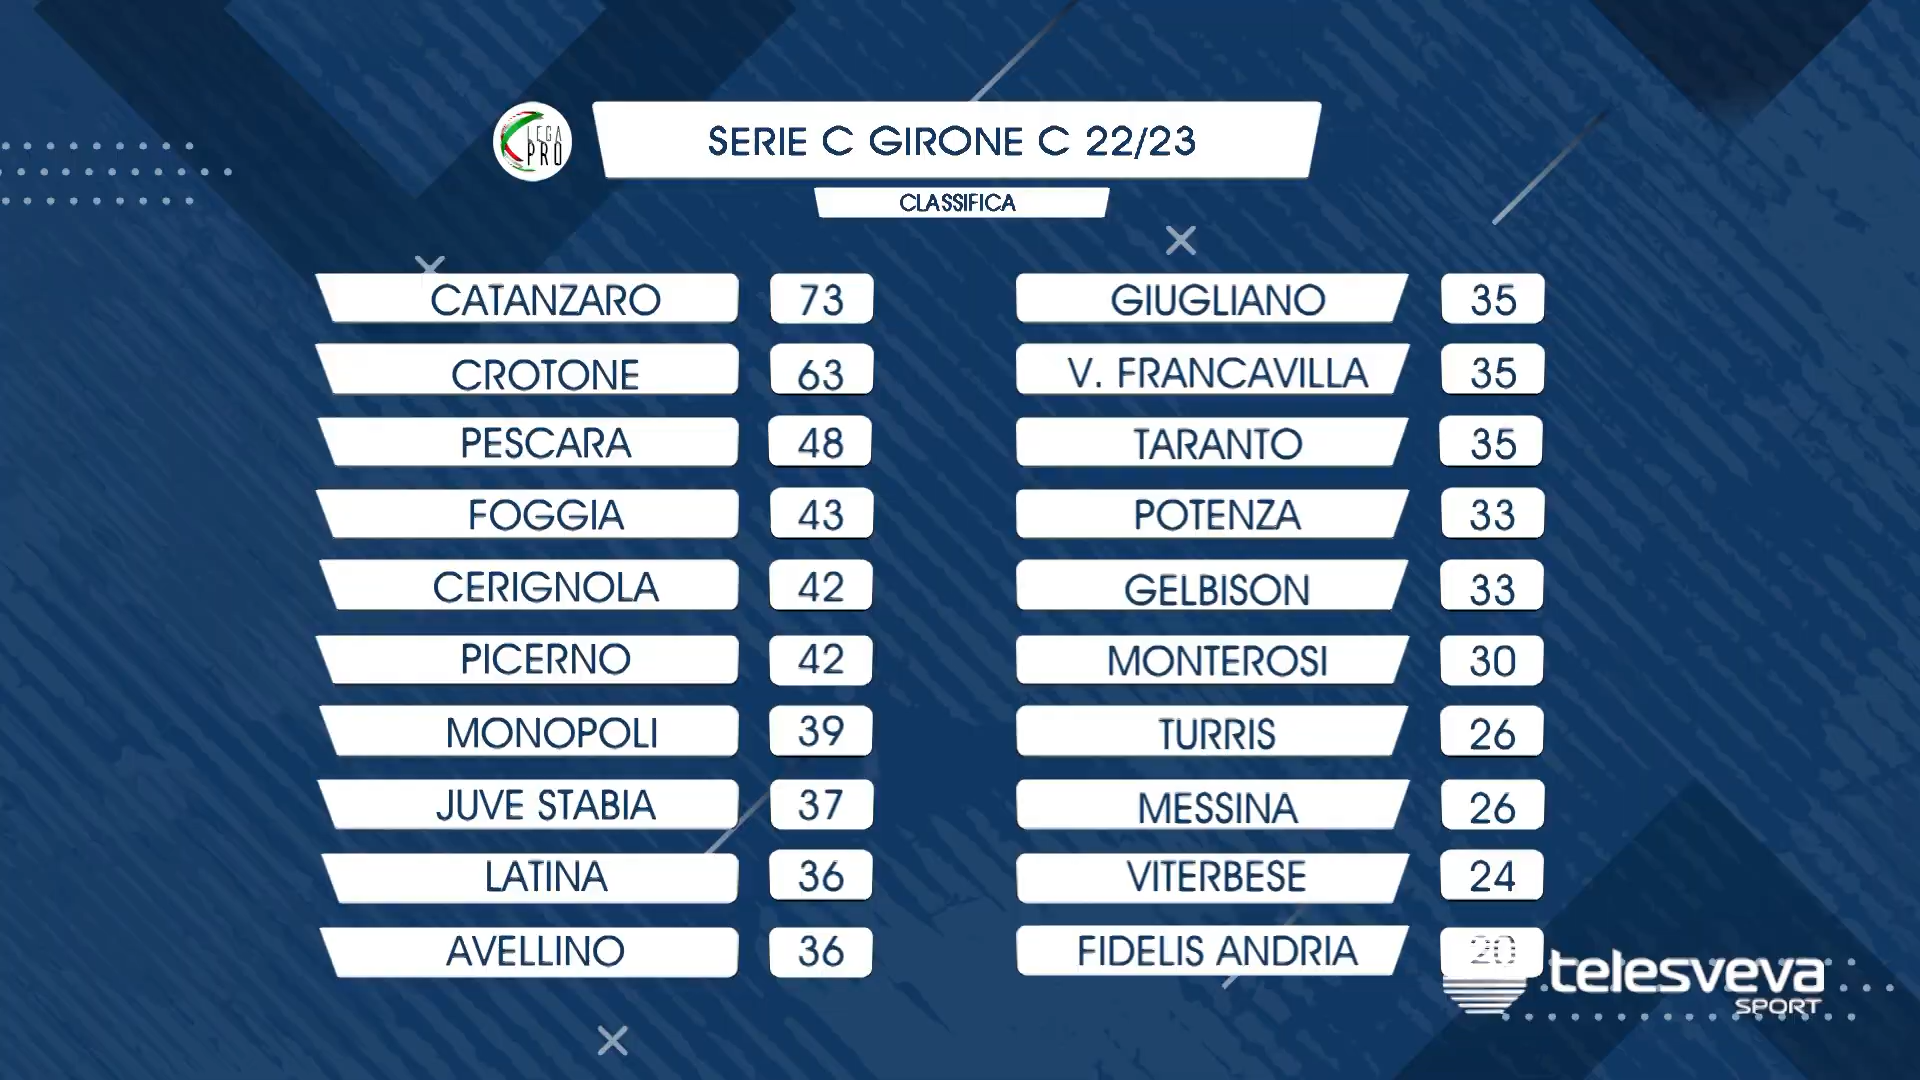 LEGA
PRO
SERIE C GIRONE C 22/23
CLASSIFICA
CATANZARO 73
CROTONE 63
PESCARA 48
FOGGIA 43
CERIGNOLA 42
PICERNO 42
MONOPOLI 39
JUVE STABIA 37
LATINA 36
AVELLINO 36
GIUGLIANO 35
V. FRANCAVILLA 35
TARANTO 35
POTENZA 33
GELBISON 33
MONTEROSI 30
TURRIS 26
MESSINA 26
VITERBESE 24
FIDELIS ANDRIA 20
telesveva
SPORT